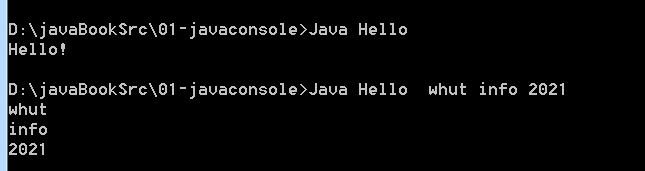 D:\javaBookSrc\01-javaconsole>Java Hello
Hello!
D:\javaBookSrc\01-javaconsole>Java Hello  whut info 2021
whut
info
2021